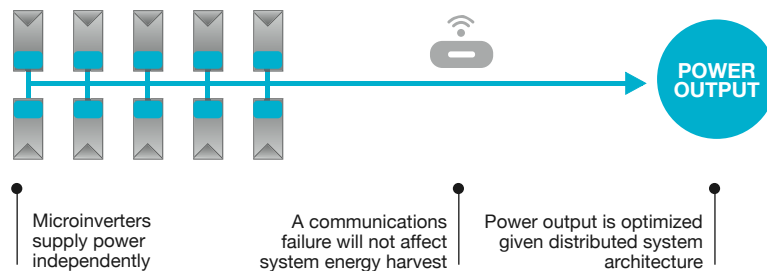 POWER
OUTPUT
Microinverters
supply power
independently
A communications
failure will not affect
system energy harvest
Power output is optimized
given distributed system
architecture